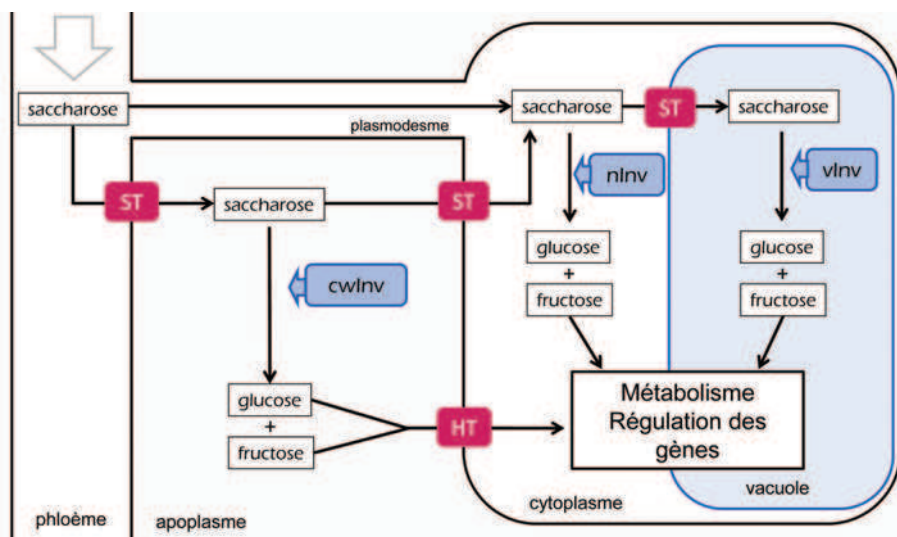 saccharose
saccharose
ST
saccharose
plasmodesme
ST
saccharose
ST
nInv
vInv
cwInv
glucose
+
fructose
glucose
+
fructose
glucose
+
fructose
HT
Métabolisme
Régulation des
gènes
phloème
apoplasme
cytoplasme
vacuole